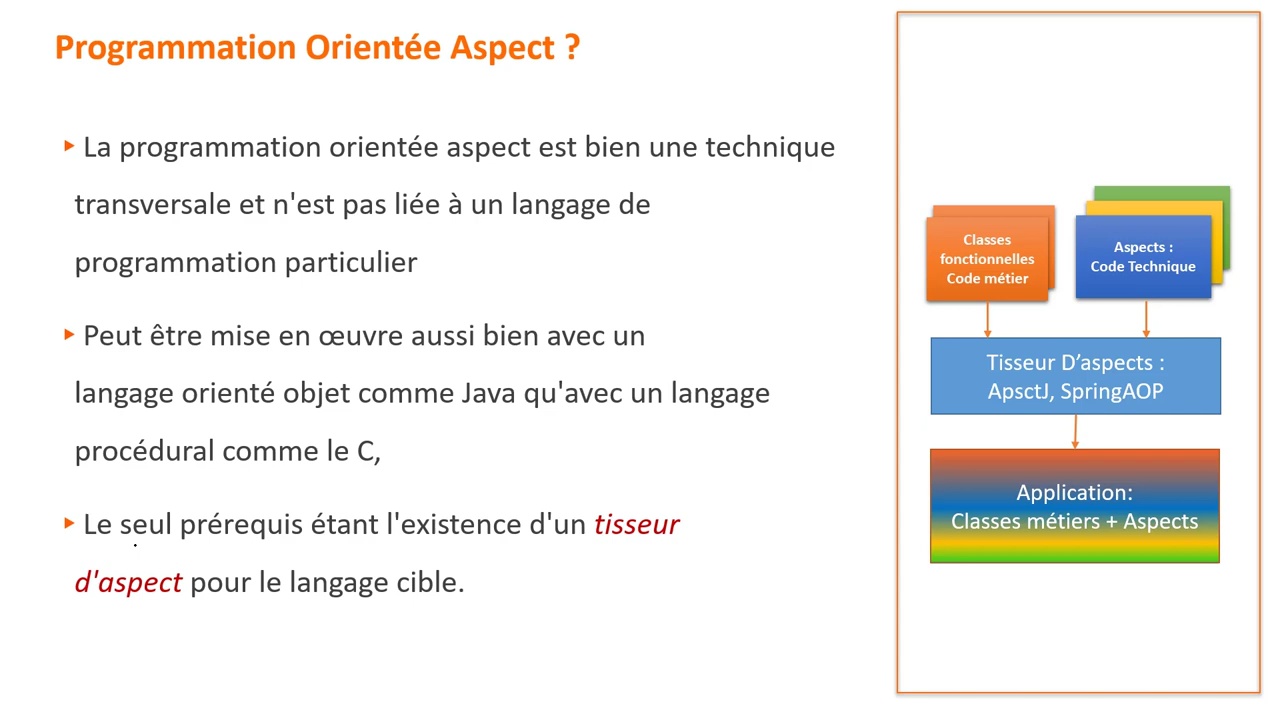 Programmation Orientée Aspect ?
La programmation orientée aspect est bien une technique
transversale et n'est pas liée à un langage de
programmation particulier
Peut être mise en œuvre aussi bien avec un
langage orienté objet comme Java qu'avec un langage
procédural comme le C,
Le seul prérequis étant l'existence d'un tisseur
d'aspect pour le langage cible.
Classes
fonctionnelles
Code métier
Aspects :
Code Technique
Tisseur D’aspects :
ApsctJ, SpringAOP
Application:
Classes métiers + Aspects